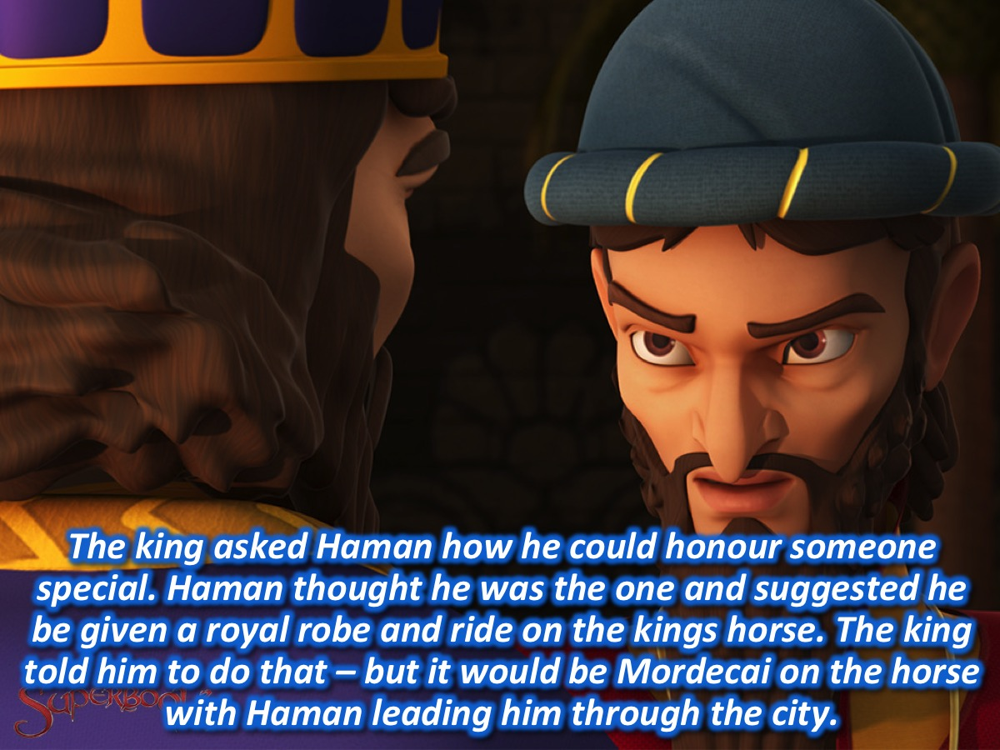 The king asked Haman how he could honour someone
special. Haman thought he was the one and suggested he
be given a royal robe and ride on the kings horse. The king
told him to do that – but it would be Mordecai on the horse
with Haman leading him through the city.
Superbook